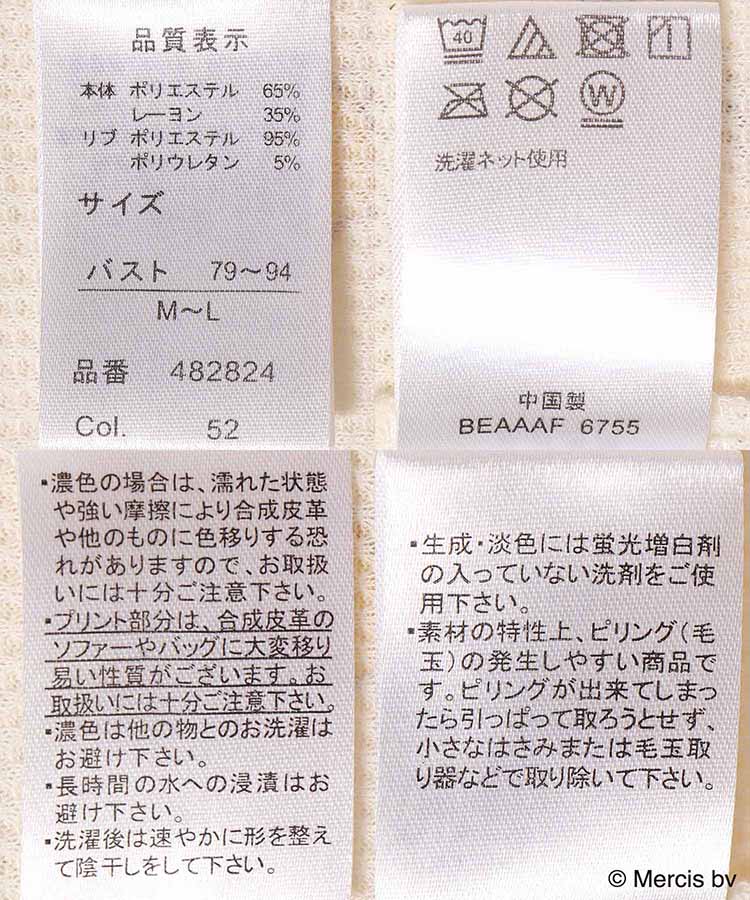 品質表示
本体 ポリエステル 65%
レーヨン 35%
リブ ポリエステル 95%
ポリウレタン 5%
サイズ
バスト 79〜94
M〜L
品番 482824
Col. 52
40
W
洗濯ネット使用
中国製
BEAAAF 6755
・濃色の場合は、濡れた状態
や強い摩擦により合成皮革
や他のものに色移りする恐
れがありますので、お取扱
いには十分ご注意下さい。
・プリント部分は、合成皮革の
ソファーやバッグに大変移り
易い性質がございます。お
取扱いには十分ご注意下さい。
・濃色は他の物とのお洗濯は
お避け下さい。
・長時間の水への浸漬はお
避け下さい。
・洗濯後は速やかに形を整え
て陰干しをして下さい。
・生成・淡色には蛍光増白剤
の入っていない洗剤をご使
用下さい。
・素材の特性上、ピリング(毛
玉)の発生しやすい商品で
す。ピリングが出来てしまっ
たら引っぱって取ろうとせず、
小さなはさみまたは毛玉取
り器などで取り除いて下さい。
© Mercis bv